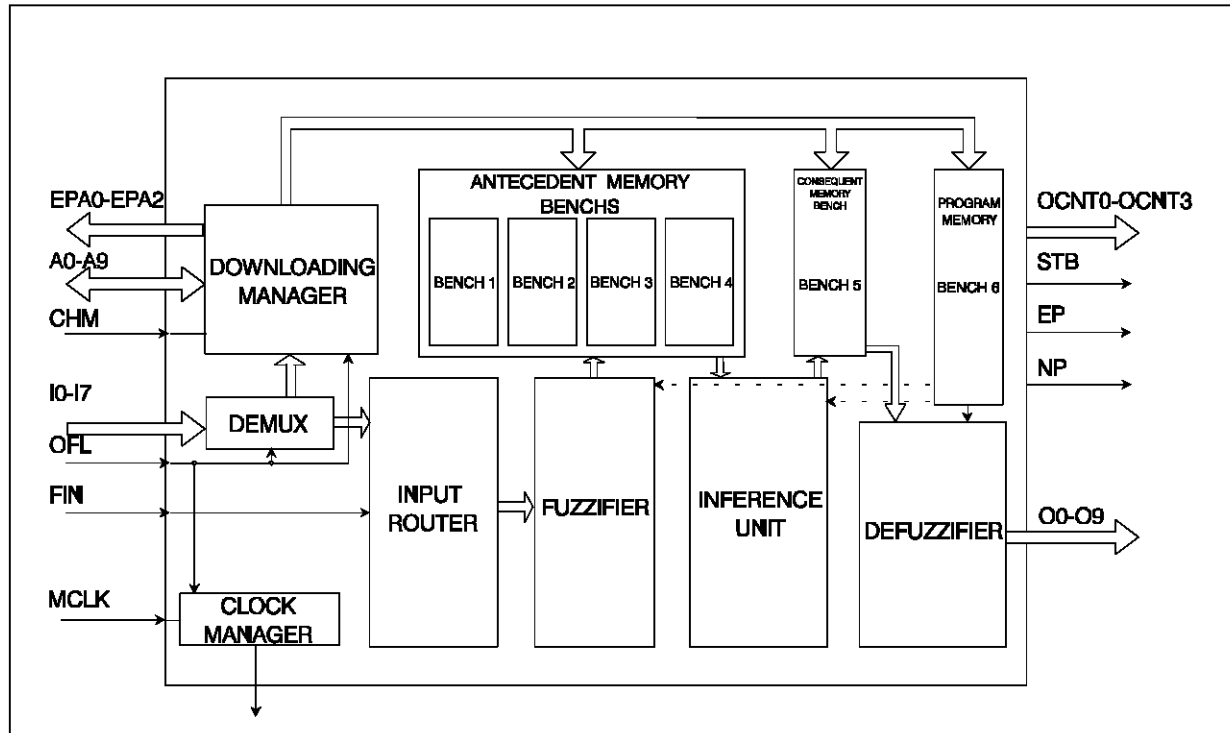 EPA0-EPA2
A0-A9
CHM
I0-I7
OFL
FINI
MCLK
DOWNLOADING
MANAGER
DEMUX
CLOCK
MANAGER
INPUT
ROUTER
ANTECEDENT MEMORY
BENCHS
BENCH 1
BENCH 2
BENCH 3
BENCH 4
FUZZIFIER
INFERENCE
UNIT
CONSEQUENT
MEMORY
BENCH
BENCH 5
PROGRAM
MEMORY
BENCH 6
DEFUZZIFIER
OCNT0-OCNT3
STB
EP
NP
O0-O9